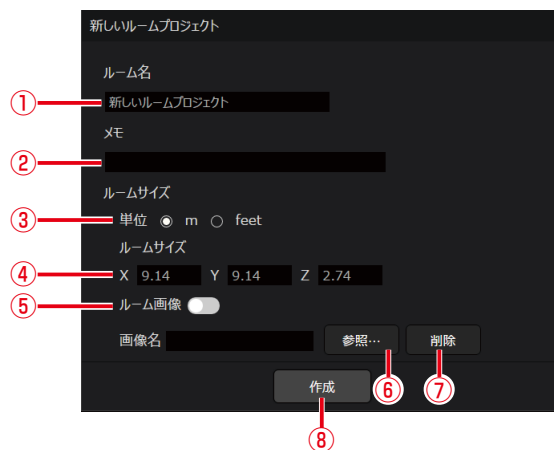 新しいルームプロジェクト
ルーム名
① 新しいルームプロジェクト
メモ
②
ルームサイズ
③ 単位 m feet
ルームサイズ
④ X 9.14 Y 9.14 Z 2.74
⑤ ルーム画像
画像名 参照… 削除
作成 ⑥ ⑦
⑧